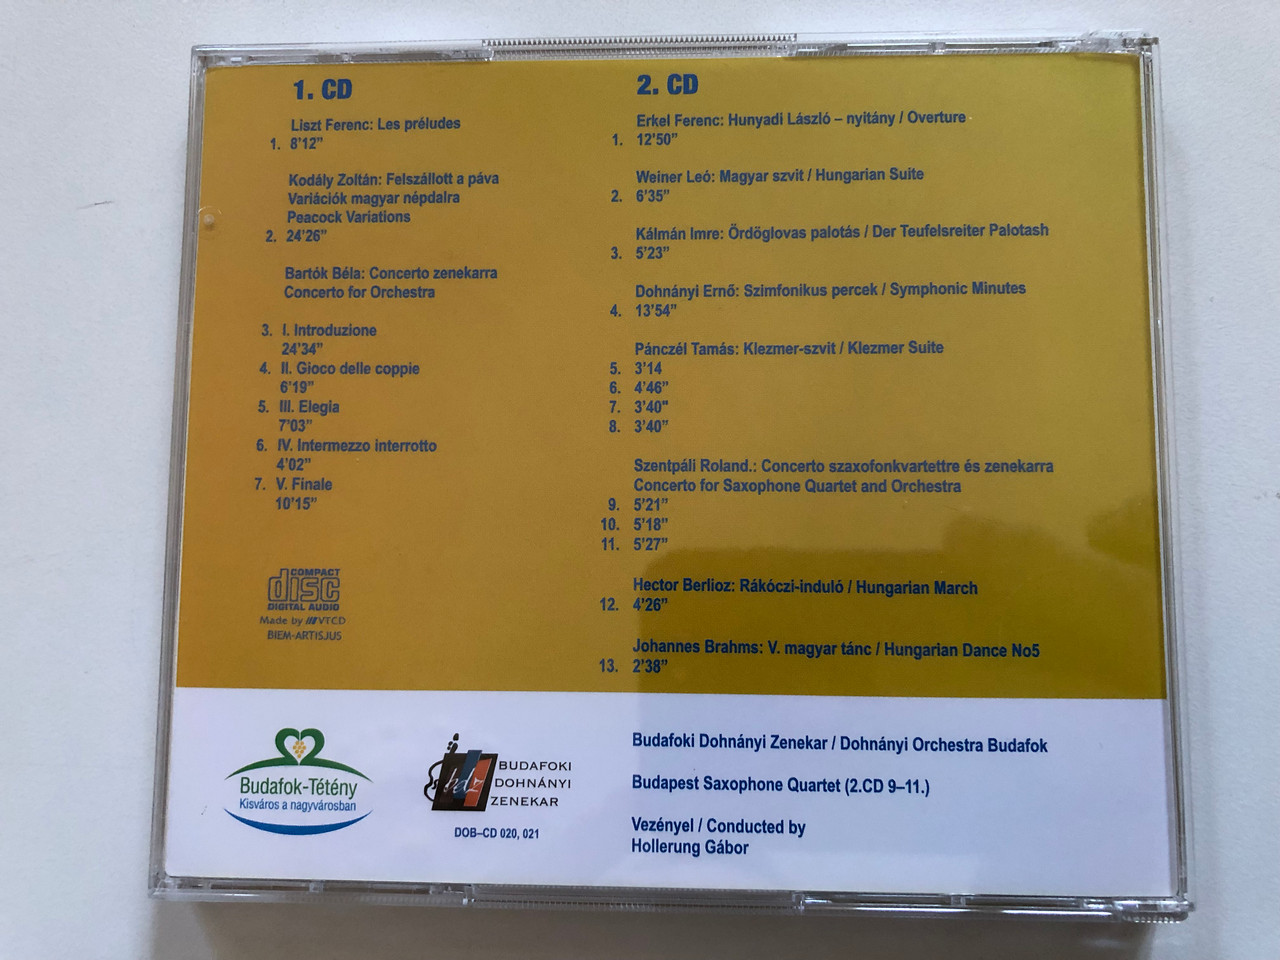 1. CD
Liszt Ferenc: Les préludes
1. 8'12"
Kodály Zoltán: Felszállott a páva
Variációk magyar népdalra
Peacock Variations
2. 24'26"
Bartók Béla: Concerto zenekarra
Concerto for Orchestra
3. I. Introduzione
24'34"
4. II. Gioco delle coppie
6'19"
5. III. Elegia
7'03"
6. IV. Intermezzo interrotto
4'02"
7. V. Finale
10'15"
COMPACT
disc
DIGITAL AUDIO
Made by VTCD
BIEM-ARTISJUS
2. CD
Erkel Ferenc: Hunyadi László – nyitány / Overture
1. 12'50"
Weiner Leó: Magyar szvit / Hungarian Suite
2. 6'35"
Kálmán Imre: Ördöglovas palotás / Der Teufelsreiter Palotash
3. 5'23"
Dohnányi Ernő: Szimfonikus percek / Symphonic Minutes
4. 13'54"
Pánczél Tamás: Klezmer-szvit / Klezmer Suite
5. 3'14
6. 4'46"
7. 3'40"
8. 3'40"
Szentpáli Roland.: Concerto szaxofonkvartettre és zenekarra
Concerto for Saxophone Quartet and Orchestra
9. 5'21"
10. 5'18"
11. 5'27"
Hector Berlioz: Rákóczi-induló / Hungarian March
12. 4'26"
Johannes Brahms: V. magyar tánc / Hungarian Dance No5
13. 2'38"
Budafok-Tétény
Kisváros a nagyvárosban
bdz
BUDAFOKI
DOHNÁNYI
ZENEKAR
DOB–CD 020, 021
Budafoki Dohnányi Zenekar / Dohnányi Orchestra Budafok
Budapest Saxophone Quartet (2.CD 9–11.)
Vezényel / Conducted by
Hollerung Gábor